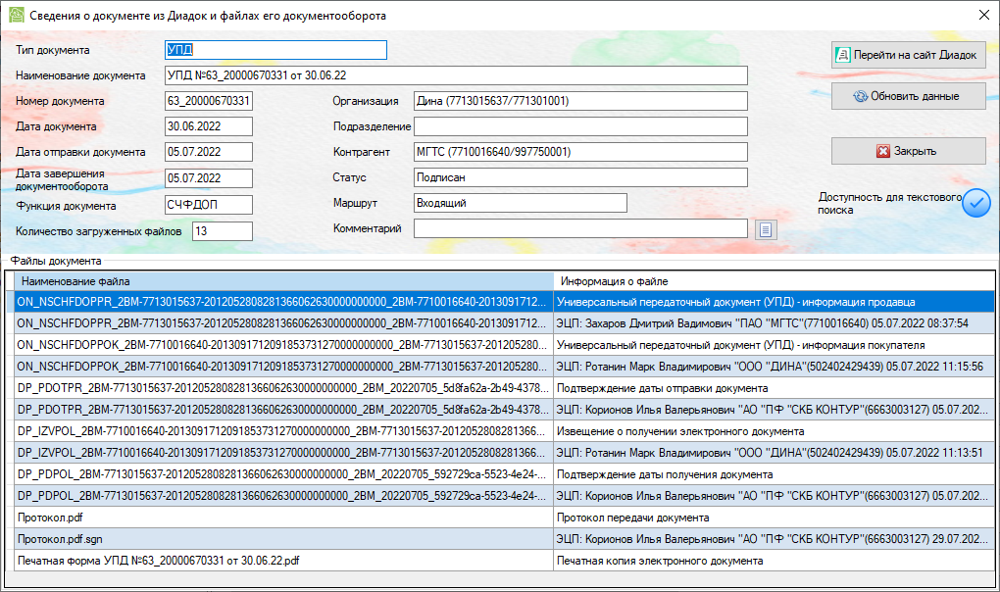 Сведения о документе из Диадок и файлах его документооборота
Тип документа УПД
Перейти на сайт Диадок
Наименование документа УПД №63_20000670331 от 30.06.22
Обновить данные
Номер документа 63_20000670331 Организация Дина (7713015637/771301001)
Дата документа 30.06.2022 Подразделение
Дата отправки документа 05.07.2022 Контрагент МГТС (7710016640/997750001)
Закрыть
Дата завершения
документооборота 05.07.2022 Статус Подписан
Функция документа СЧФДОП Маршрут Входящий
Доступность для текстового
поиска
Количество загруженных файлов 13 Комментарий
Файлы документа
Наименование файла Информация о файле
ON_NSCHFDOPPR_2BM-7713015637-2012052808281366062630000000000_2BM-7710016640-2013091712... Универсальный передаточный документ (УПД) - информация продавца
ON_NSCHFDOPPR_2BM-7713015637-2012052808281366062630000000000_2BM-7710016640-2013091712... ЭЦП: Захаров Дмитрий Вадимович "ПАО "МГТС"(7710016640) 05.07.2022 08:37:54
ON_NSCHFDOPPOK_2BM-7710016640-2013091712091853731270000000000_2BM-7713015637-201205280... Универсальный передаточный документ (УПД) - информация покупателя
ON_NSCHFDOPPOK_2BM-7710016640-2013091712091853731270000000000_2BM-7713015637-201205280... ЭЦП: Ротанин Марк Владимирович "ООО "ДИНА"(502402429439) 05.07.2022 11:15:56
DP_PDOTPR_2BM-7713015637-2012052808281366062630000000000_2BM_20220705_5d8fa62a-2b49-4378... Подтверждение даты отправки документа
DP_PDOTPR_2BM-7713015637-2012052808281366062630000000000_2BM_20220705_5d8fa62a-2b49-4378... ЭЦП: Корионов Илья Валерьянович "АО "ПФ "СКБ КОНТУР"(6663003127) 05.07.202...
DP_IZVPOL_2BM-7710016640-2013091712091853731270000000000_2BM-7713015637-2012052808281366... Извещение о получении электронного документа
DP_IZVPOL_2BM-7710016640-2013091712091853731270000000000_2BM-7713015637-2012052808281366... ЭЦП: Ротанин Марк Владимирович "ООО "ДИНА"(502402429439) 05.07.2022 11:13:51
DP_PDPOL_2BM-7713015637-2012052808281366062630000000000_2BM_20220705_592729ca-5523-4e24-... Подтверждение даты получения документа
DP_PDPOL_2BM-7713015637-2012052808281366062630000000000_2BM_20220705_592729ca-5523-4e24-... ЭЦП: Корионов Илья Валерьянович "АО "ПФ "СКБ КОНТУР"(6663003127) 05.07.202...
Протокол.pdf Протокол передачи документа
Протокол.pdf.sgn ЭЦП: Корионов Илья Валерьянович "АО "ПФ "СКБ КОНТУР"(6663003127) 29.07.202...
Печатная форма УПД №63_20000670331 от 30.06.22.pdf Печатная копия электронного документа